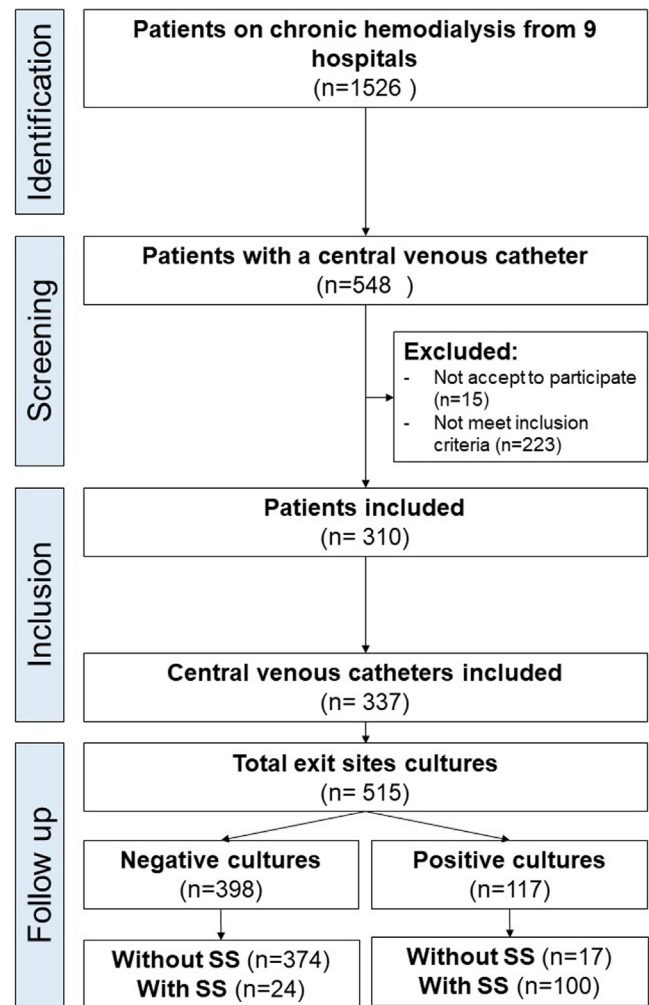 Identification
Patients on chronic hemodialysis from 9
hospitals
(n=1526 )
Screening
Patients with a central venous catheter
(n=548 )
Excluded:
- Not accept to participate
(n=15)
- Not meet inclusion
criteria (n=223)
Inclusion
Patients included
(n= 310)
Central venous catheters included
(n= 337)
Follow up
Total exit sites cultures
(n= 515)
Negative cultures
(n=398)
Positive cultures
(n=117)
Without SS (n=374)
With SS (n=24)
Without SS (n=17)
With SS (n=100)